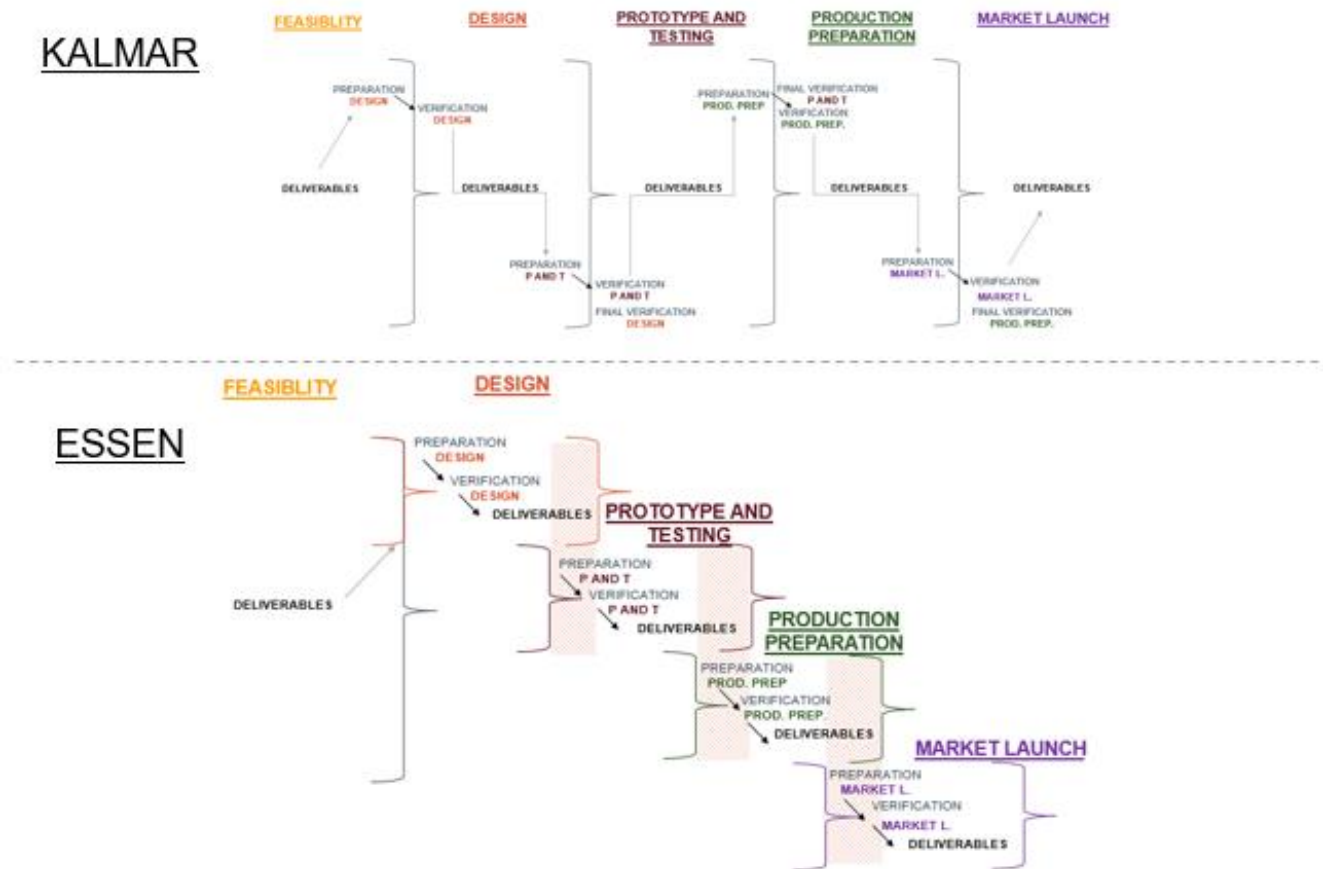 FEASIBLITY
DESIGN
PROTOTYPE AND
TESTING
PRODUCTION
PREPARATION
MARKET LAUNCH
KALMAR
PREPARATION
DESIGN
VERIFICATION
DESIGN
DELIVERABLES
DELIVERABLES
PREPARATION
P AND T
VERIFICATION
P AND T
FINAL VERIFICATION
DESIGN
DELIVERABLES
PREPARATION
PROD. PREP
FINAL VERIFICATION
P AND T
VERIFICATION
PROD. PREP.
DELIVERABLES
PREPARATION
MARKET L.
VERIFICATION
MARKET L.
FINAL VERIFICATION
PROD. PREP.
DELIVERABLES
FEASIBLITY
DESIGN
ESSEN
PREPARATION
DESIGN
VERIFICATION
DESIGN
DELIVERABLES
DELIVERABLES
PROTOTYPE AND
TESTING
PREPARATION
P AND T
VERIFICATION
P AND T
DELIVERABLES
PRODUCTION
PREPARATION
PREPARATION
PROD. PREP
VERIFICATION
PROD. PREP.
DELIVERABLES
MARKET LAUNCH
PREPARATION
MARKET L.
VERIFICATION
MARKET L.
DELIVERABLES